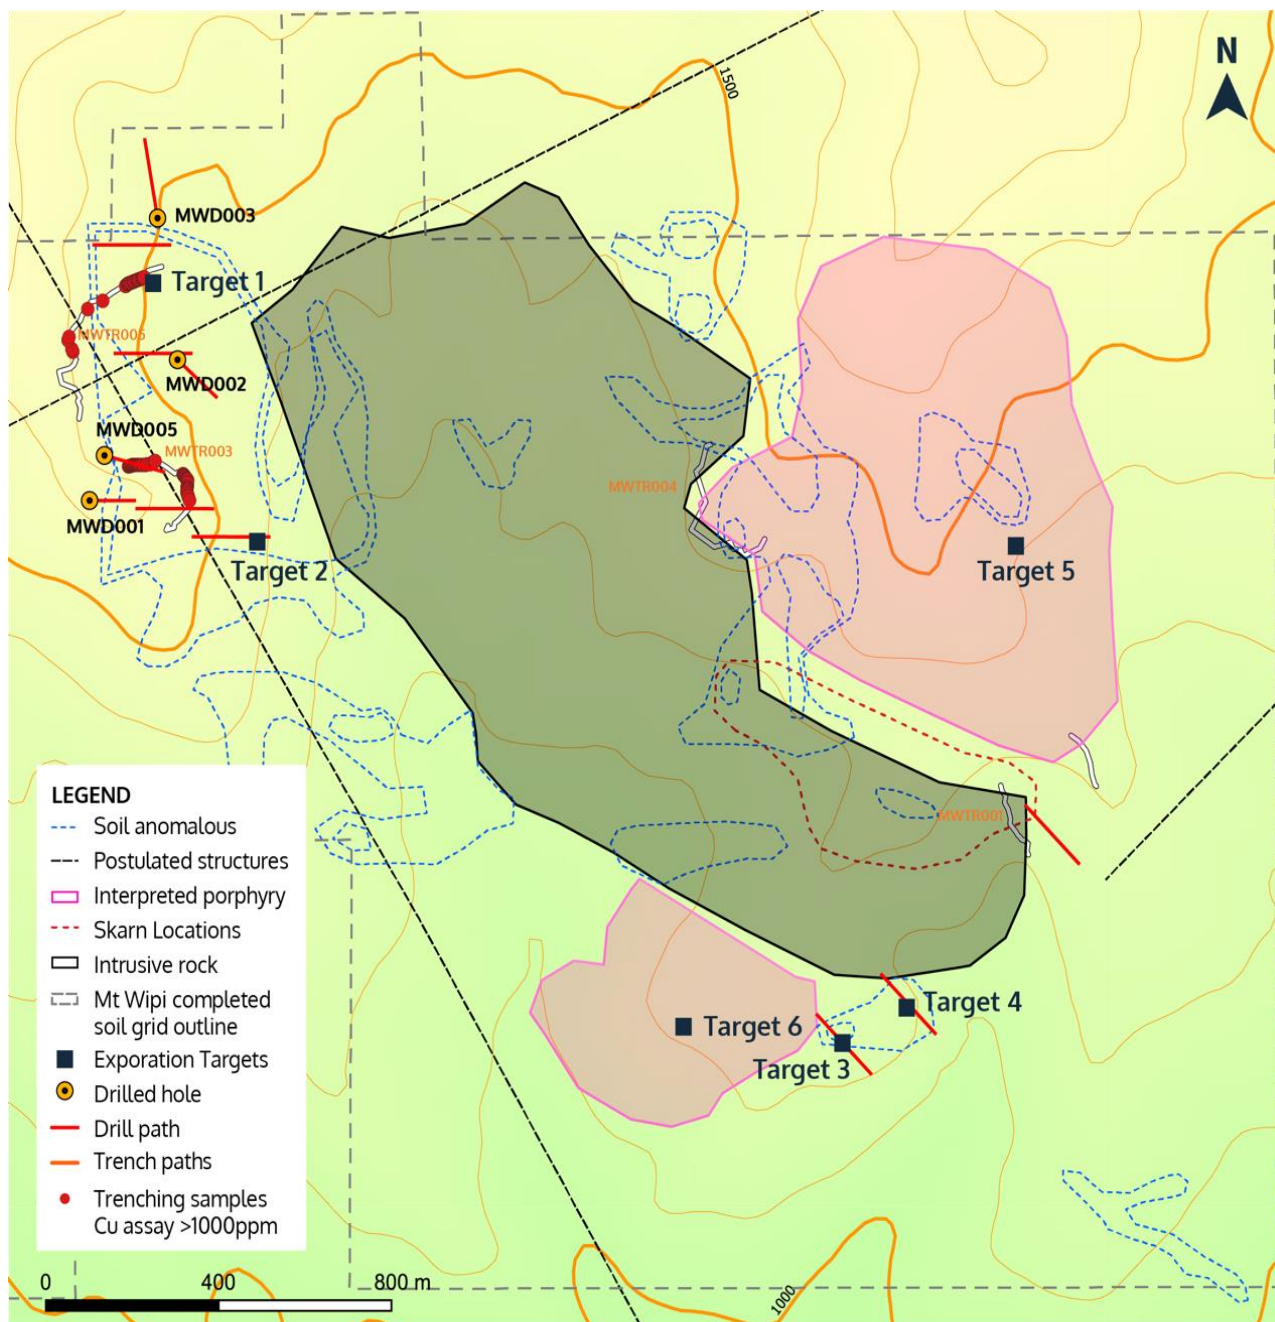 N
1500
MWD003
Target 1
MWTR005
MWD002
MWD005
MWTR003
MWD001
MWTR004
Target 2
Target 5
LEGEND
Soil anomalous
Postulated structures
Interpreted porphyry
Skarn Locations
Intrusive rock
Mt Wipi completed
soil grid outline
Exporation Targets
Drilled hole
Drill path
Trench paths
Trenching samples
Cu assay >1000ppm
MWTR001
Target 4
Target 6
Target 3
0 400 800 m
1000